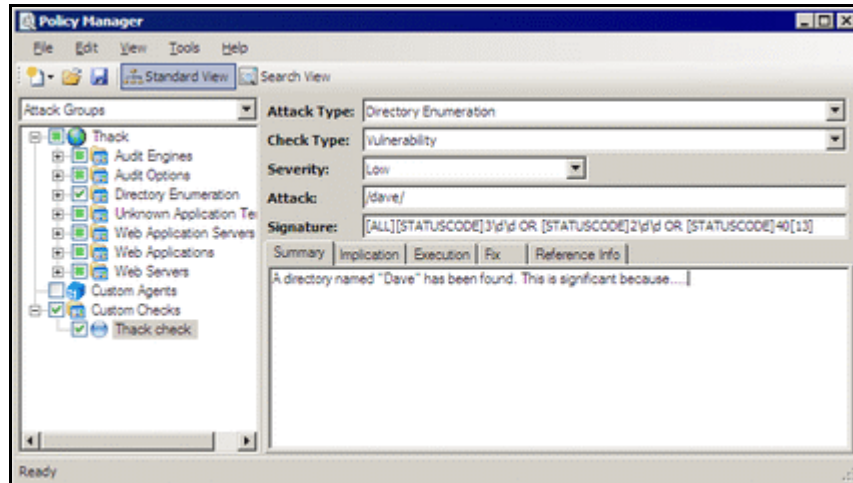 Policy Manager
File Edit View Tools Help
Standard View Search View
Attack Groups
Attack Type: Directory Enumeration
Check Type: Vulnerability
Severity: Low
Attack: /dave/
Signature: [ALL][STATUSCODE]3\d\d OR [STATUSCODE]2\d\d OR [STATUSCODE]40[13]
Thack
Audit Engines
Audit Options
Directory Enumeration
Unknown Application Te
Web Application Servers
Web Applications
Web Servers
Custom Agents
Custom Checks
Thack check
Summary Implication Execution Fix Reference Info
A directory named "Dave" has been found. This is significant because....
Ready